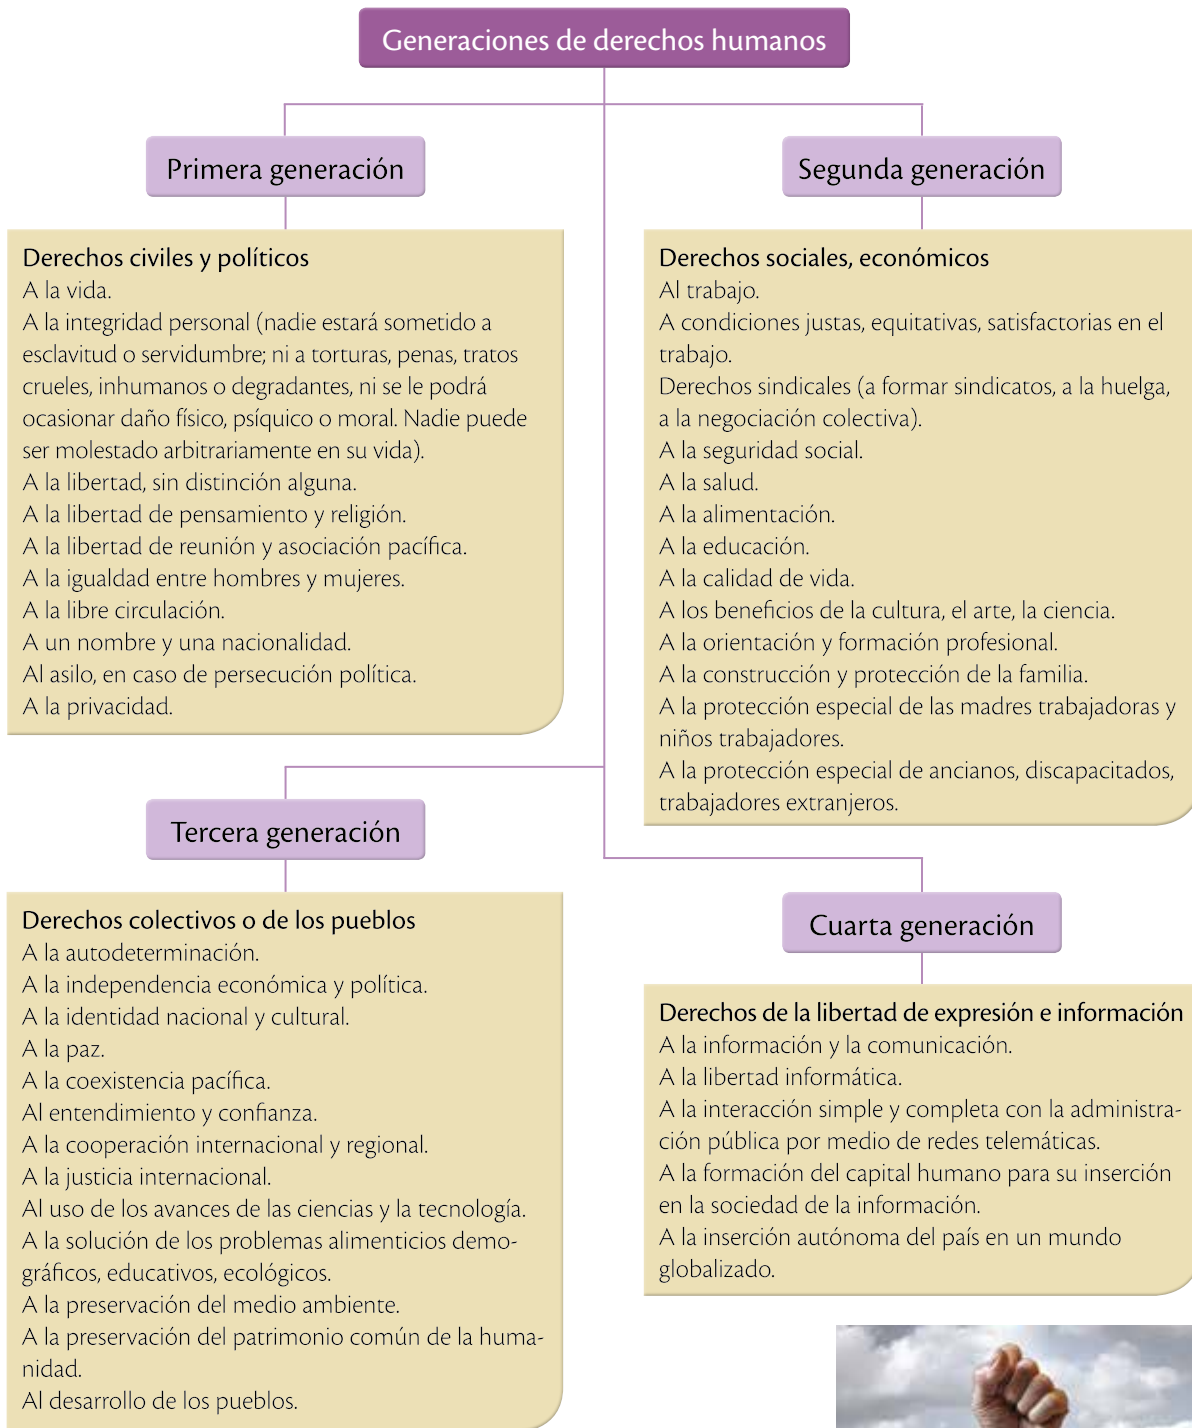 Generaciones de derechos humanos
Primera generación
Derechos civiles y políticos
A la vida.
A la integridad personal (nadie estará sometido a
esclavitud o servidumbre; ni a torturas, penas, tratos
crueles, inhumanos o degradantes, ni se le podrá
ocasionar daño físico, psíquico o moral. Nadie puede
ser molestado arbitrariamente en su vida).
A la libertad, sin distinción alguna.
A la libertad de pensamiento y religión.
A la libertad de reunión y asociación pacífica.
A la igualdad entre hombres y mujeres.
A la libre circulación.
A un nombre y una nacionalidad.
Al asilo, en caso de persecución política.
A la privacidad.
Segunda generación
Derechos sociales, económicos
Al trabajo.
A condiciones justas, equitativas, satisfactorias en el
trabajo.
Derechos sindicales (a formar sindicatos, a la huelga,
a la negociación colectiva).
A la seguridad social.
A la salud.
A la alimentación.
A la educación.
A la calidad de vida.
A los beneficios de la cultura, el arte, la ciencia.
A la orientación y formación profesional.
A la construcción y protección de la familia.
A la protección especial de las madres trabajadoras y
niños trabajadores.
A la protección especial de ancianos, discapacitados,
trabajadores extranjeros.
Tercera generación
Derechos colectivos o de los pueblos
A la autodeterminación.
A la independencia económica y política.
A la identidad nacional y cultural.
A la paz.
A la coexistencia pacífica.
Al entendimiento y confianza.
A la cooperación internacional y regional.
A la justicia internacional.
Al uso de los avances de las ciencias y la tecnología.
A la solución de los problemas alimenticios demo-
gráficos, educativos, ecológicos.
A la preservación del medio ambiente.
A la preservación del patrimonio común de la huma-
nidad.
Al desarrollo de los pueblos.
Cuarta generación
Derechos de la libertad de expresión e información
A la información y la comunicación.
A la libertad informática.
A la interacción simple y completa con la administra-
ción pública por medio de redes telemáticas.
A la formación del capital humano para su inserción
en la sociedad de la información.
A la inserción autónoma del país en un mundo
globalizado.